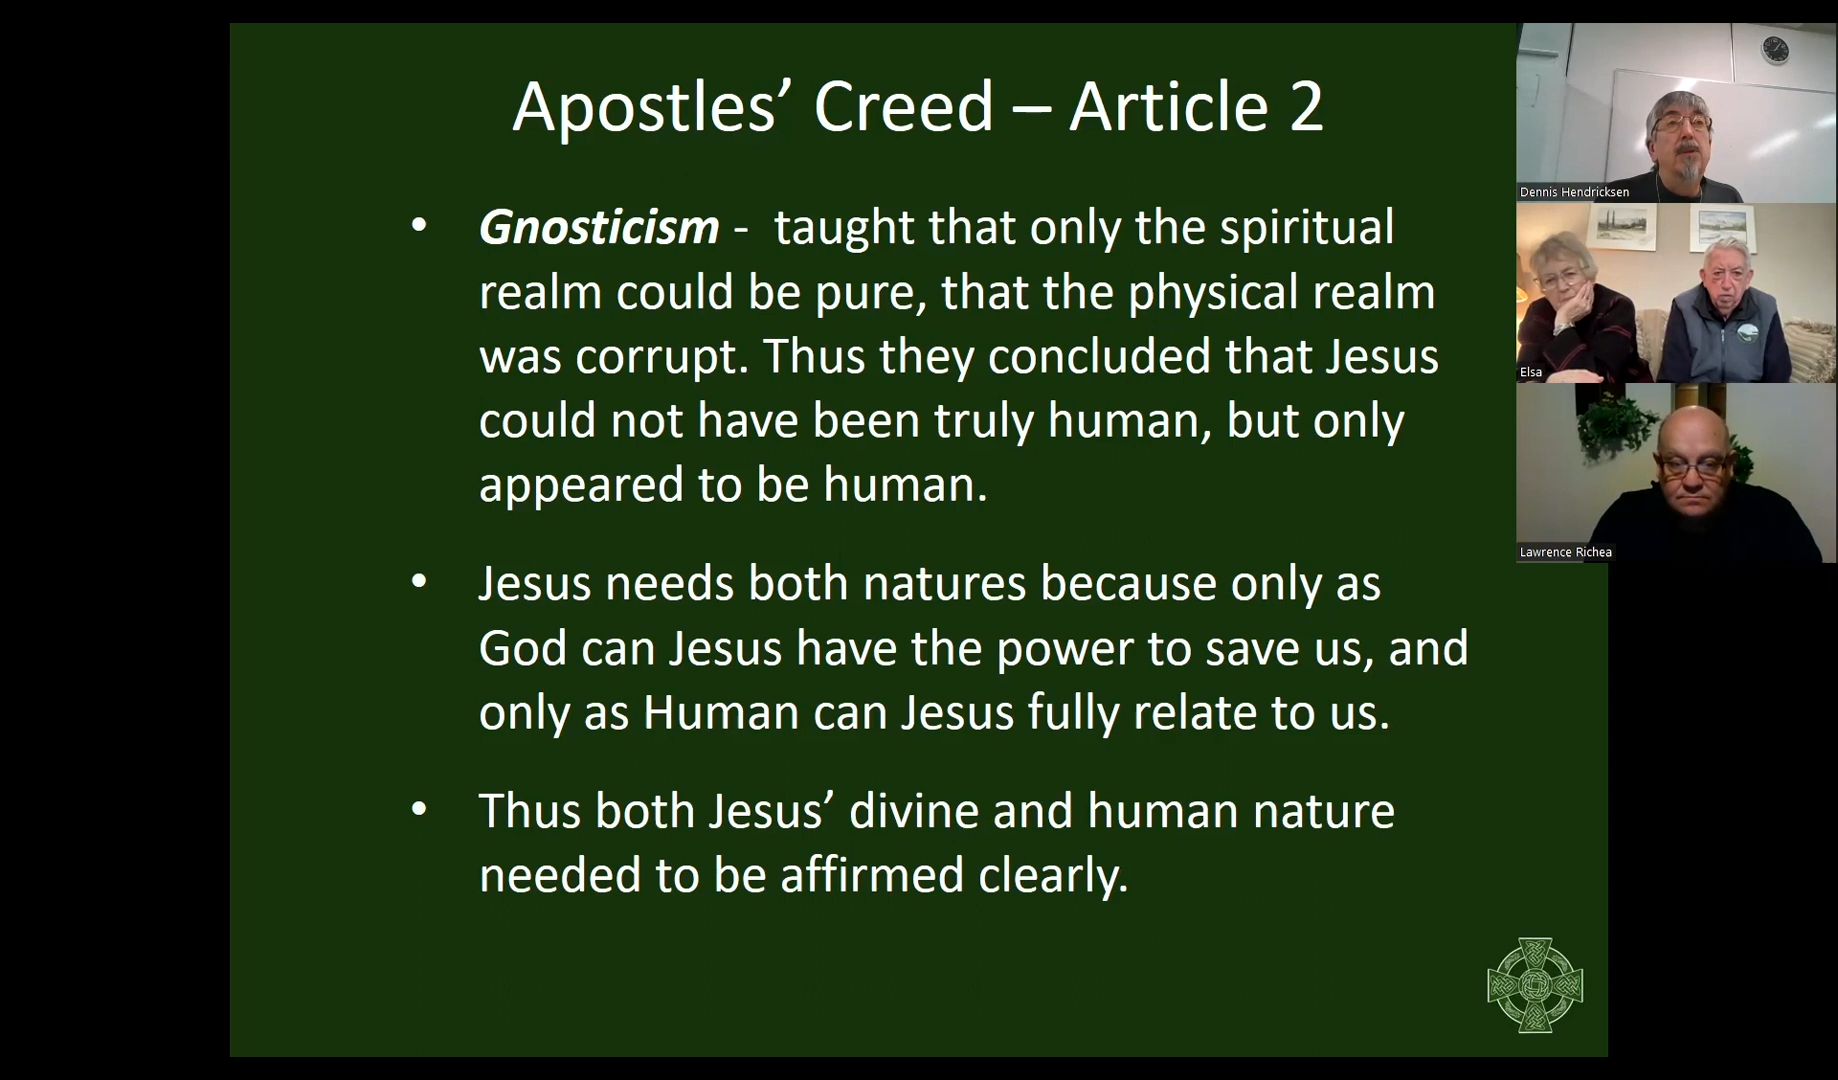 Apostles’ Creed – Article 2
• Gnosticism - taught that only the spiritual
realm could be pure, that the physical realm
was corrupt. Thus they concluded that Jesus
could not have been truly human, but only
appeared to be human.
• Jesus needs both natures because only as
God can Jesus have the power to save us, and
only as Human can Jesus fully relate to us.
• Thus both Jesus’ divine and human nature
needed to be affirmed clearly.
Dennis Hendricksen
Elsa
Lawrence Richea